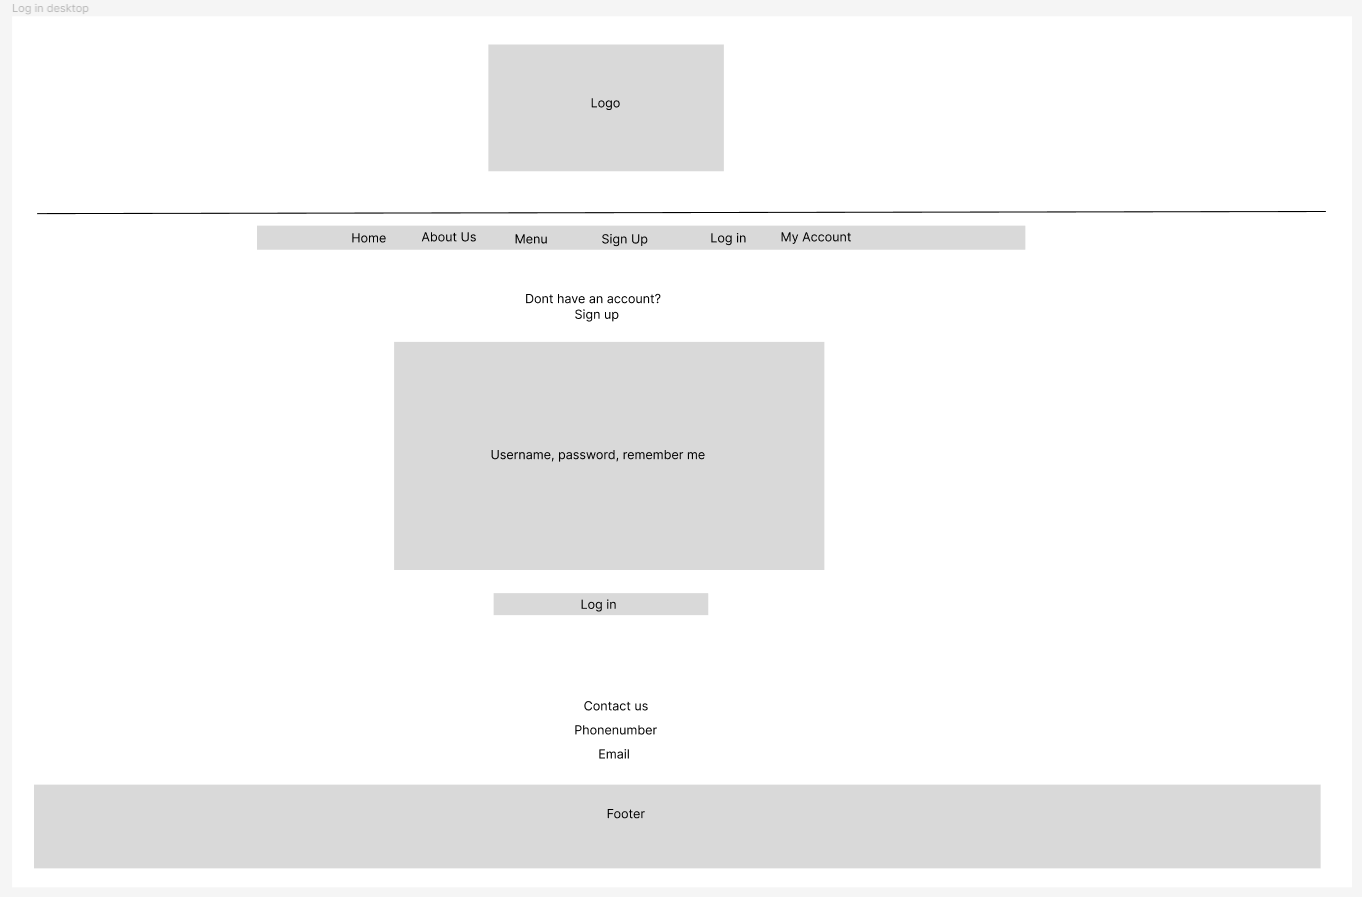 Log in desktop
Logo
Home About Us Menu Sign Up Log in My Account
Dont have an account?
Sign up
Username, password, remember me
Log in
Contact us
Phonenumber
Email
Footer